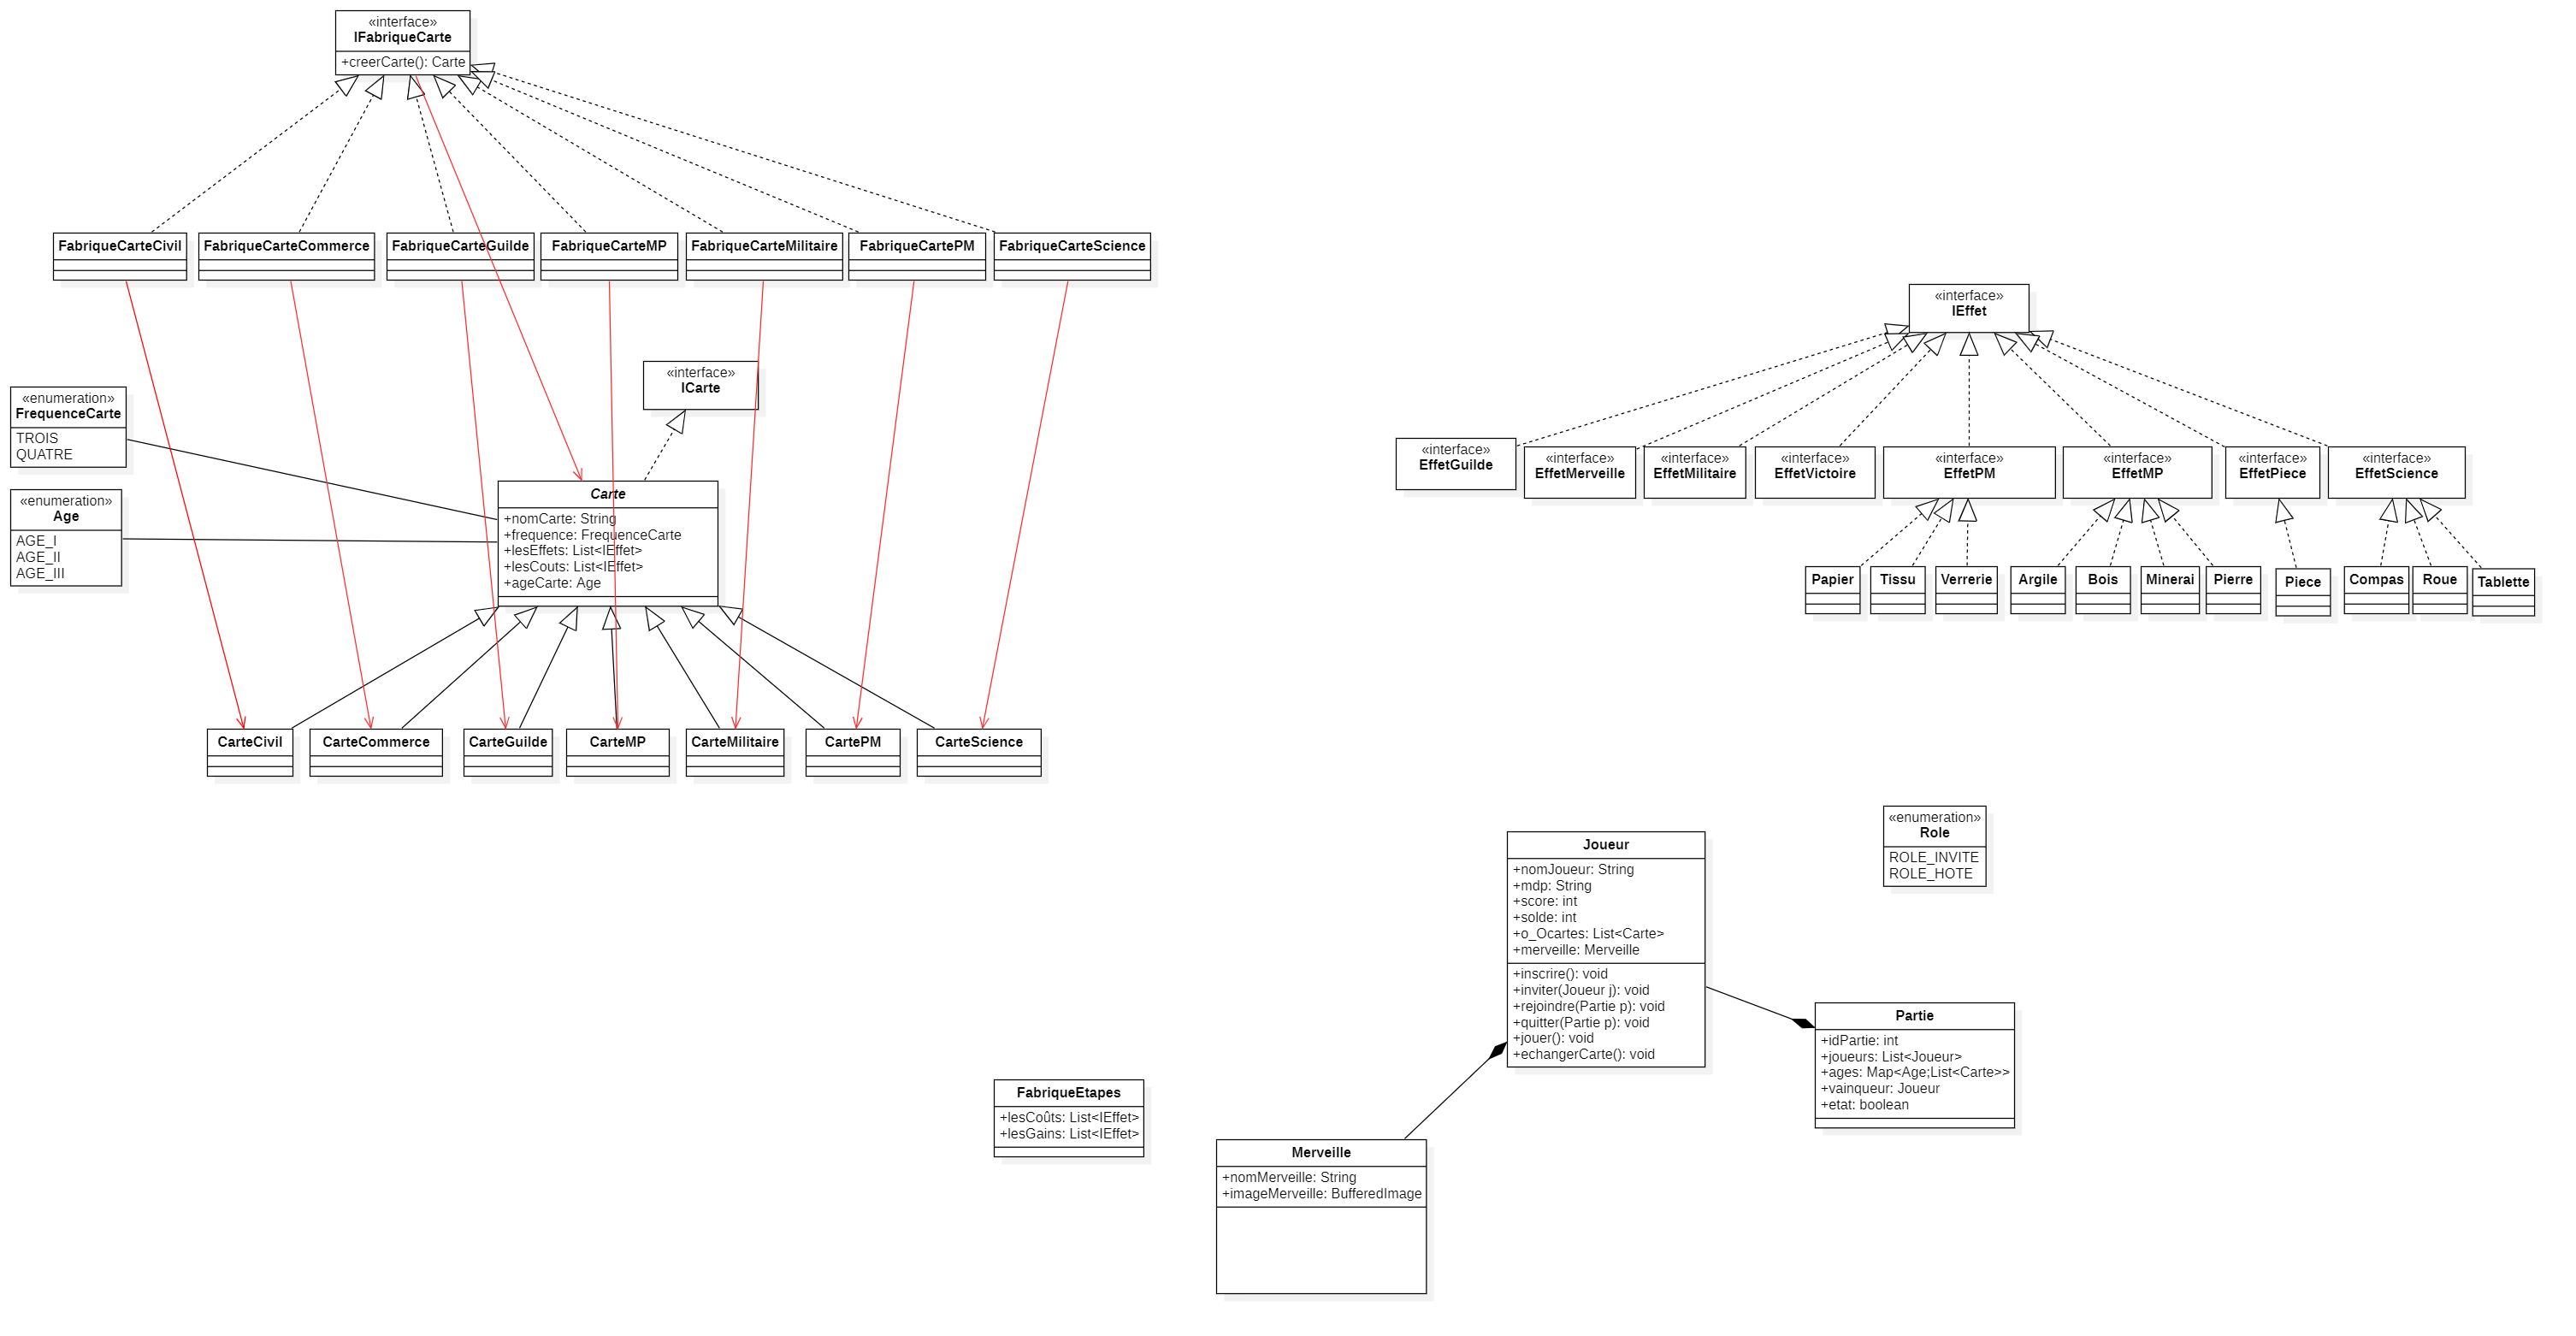 «interface»
IFabriqueCarte
+creerCarte(): Carte
FabriqueCarteCivil
FabriqueCarteCommerce
FabriqueCarteGuilde
FabriqueCarteMP
FabriqueCarteMilitaire
FabriqueCartePM
FabriqueCarteScience
«interface»
ICarte
«enumeration»
FrequenceCarte
TROIS
QUATRE
«enumeration»
Age
AGE_I
AGE_II
AGE_III
Carte
+nomCarte: String
+frequence: FrequenceCarte
+lesEffets: List<IEffet>
+lesCouts: List<IEffet>
+ageCarte: Age
CarteCivil
CarteCommerce
CarteGuilde
CarteMP
CarteMilitaire
CartePM
CarteScience
«interface»
IEffet
«interface»
EffetGuilde
«interface»
EffetMerveille
«interface»
EffetMilitaire
«interface»
EffetVictoire
«interface»
EffetPM
«interface»
EffetMP
«interface»
EffetPiece
«interface»
EffetScience
Papier
Tissu
Verrerie
Argile
Bois
Minerai
Pierre
Piece
Compas
Roue
Tablette
«enumeration»
Role
ROLE_INVITE
ROLE_HOTE
Joueur
+nomJoueur: String
+mdp: String
+score: int
+solde: int
+o_Ocartes: List<Carte>
+merveille: Merveille
+inscrire(): void
+inviter(Joueur j): void
+rejoindre(Partie p): void
+quitter(Partie p): void
+jouer(): void
+echangerCarte(): void
Partie
+idPartie: int
+joueurs: List<Joueur>
+ages: Map<Age;List<Carte>>
+vainqueur: Joueur
+etat: boolean
FabriqueEtapes
+lesCoûts: List<IEffet>
+lesGains: List<IEffet>
Merveille
+nomMerveille: String
+imageMerveille: BufferedImage